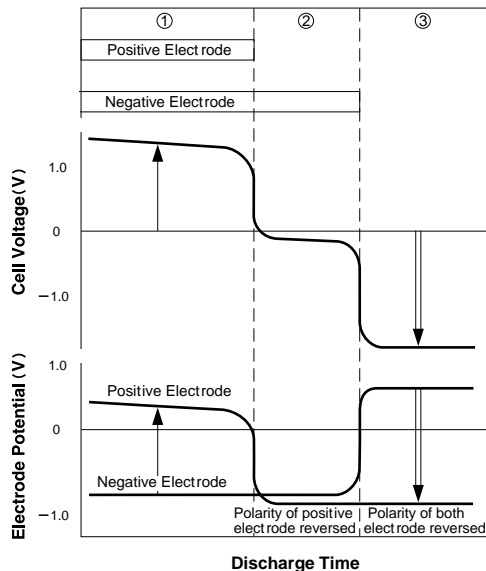 ① ② ③
Positive Electrode
Negative Electrode
Cell Voltage(V)
1.0
0
−1.0
Electrode Potential (V)
1.0
Positive Electrode
0
Negative Electrode
−1.0
Polarity of positive
electrode reversed
Polarity of both
electrode reversed
Discharge Time